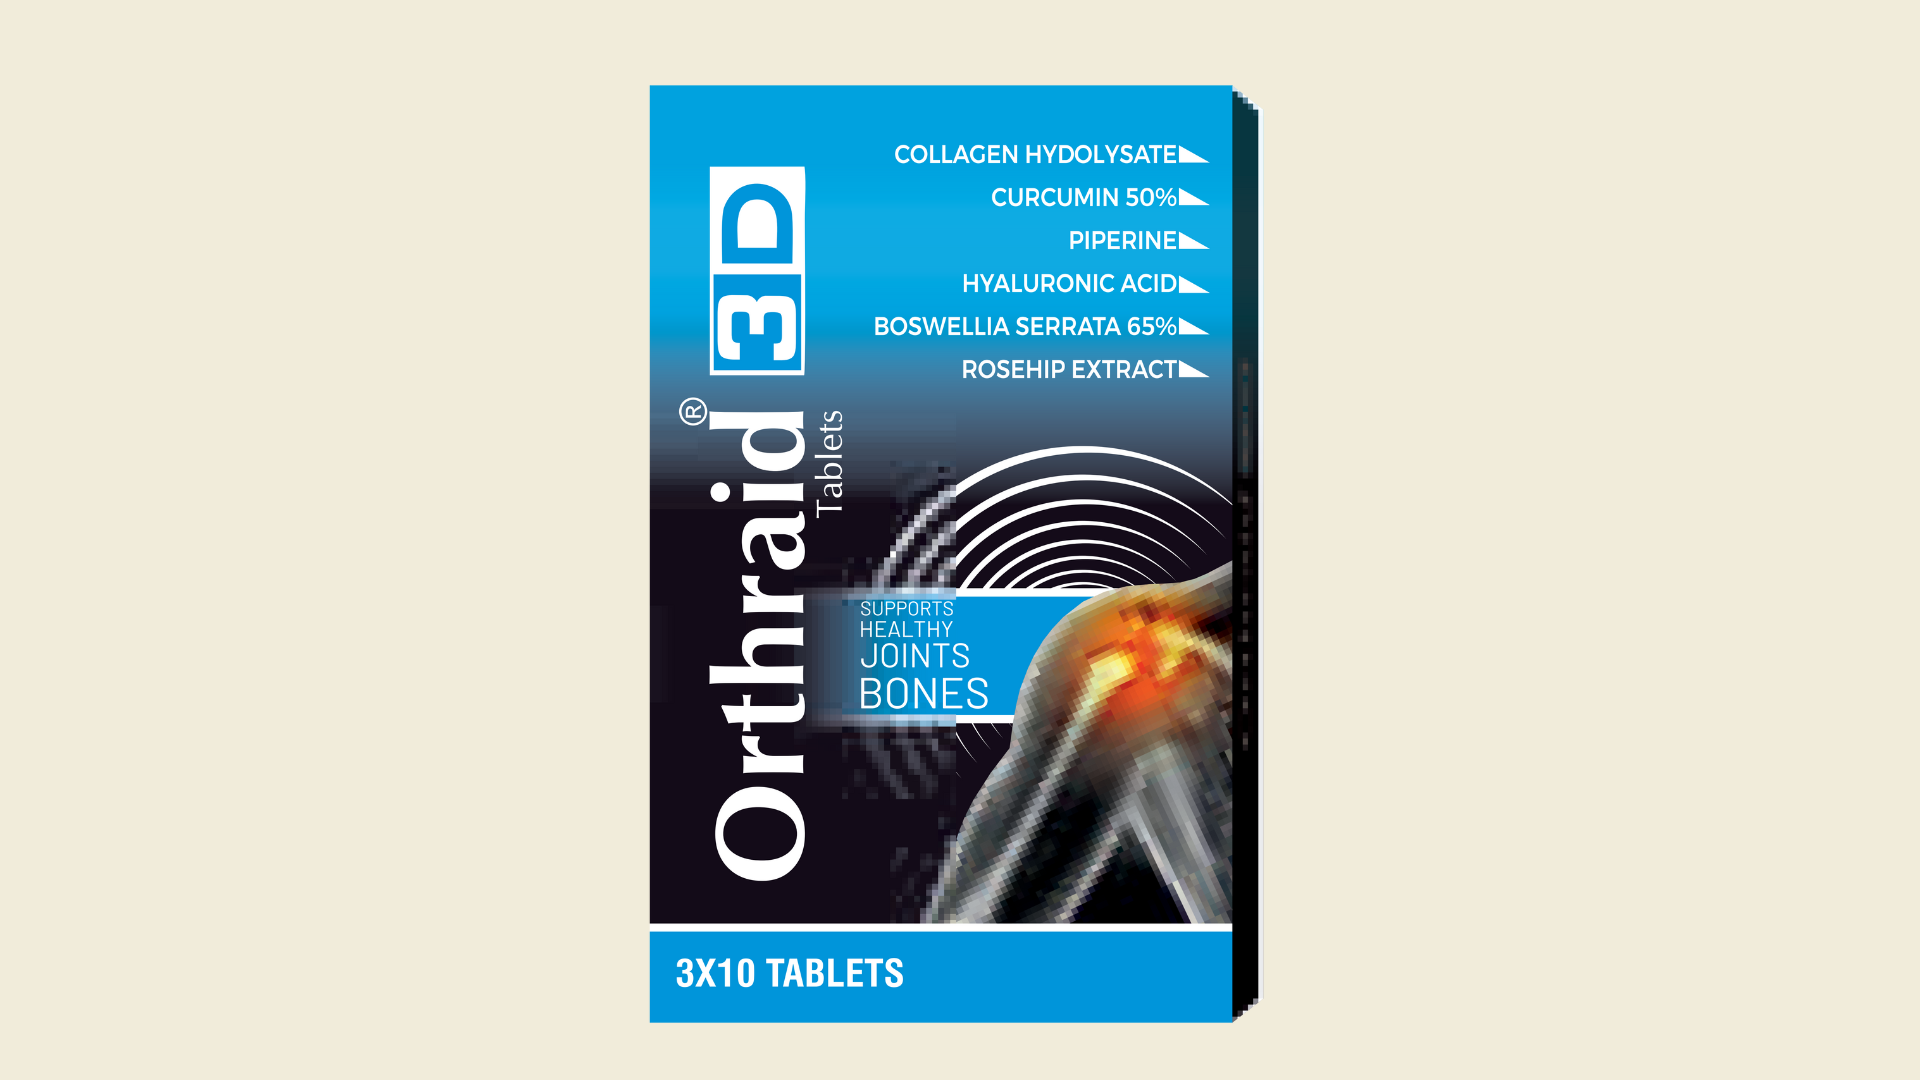 COLLAGEN HYDOLYSATE
CURCUMIN 50%
PIPERINE
HYALURONIC ACID
BOSWELLIA SERRATA 65%
ROSEHIP EXTRACT
Orthraid® 3D
Tablets
SUPPORTS
HEALTHY
JOINTS
BONES
3X10 TABLETS